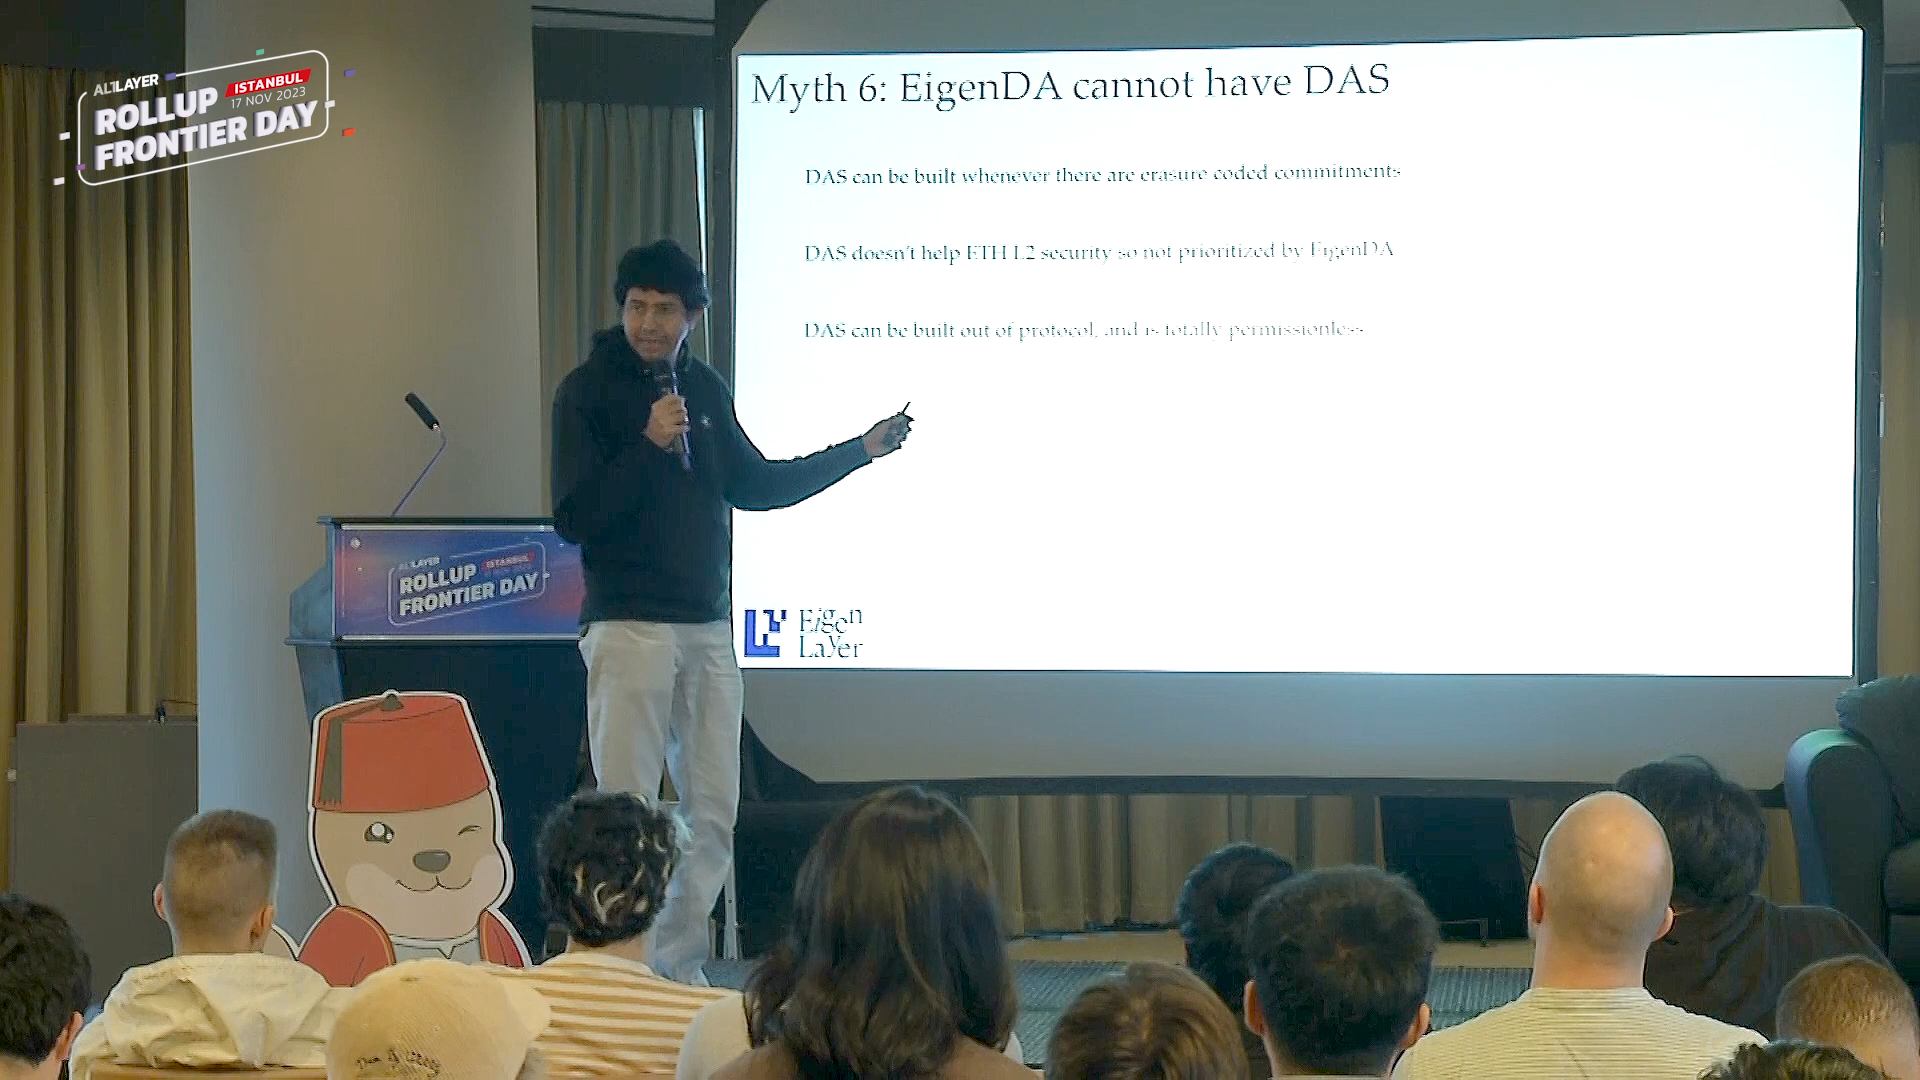 ALTLAYER
ISTANBUL
17 NOV 2023
ROLLUP
FRONTIER DAY
Myth 6: EigenDA cannot have DAS
DAS can be built whenever there are erasure coded commitments
DAS doesn't help ETH L2 security so not prioritized by EigenDA
DAS can be built out of protocol, and is totally permissionless
Eigen
Layer
ALTLAYER
ISTANBUL
ROLLUP
FRONTIER DAY